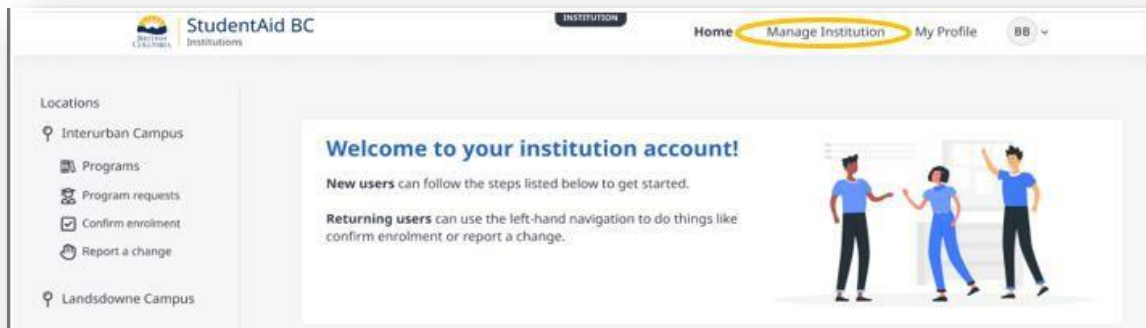 BRITISH
COLUMBIA
StudentAid BC
Institutions
INSTITUTION
Home
Manage Institution
My Profile
BB
Locations
Interurban Campus
Programs
Program requests
Confirm enrolment
Report a change
Landsdowne Campus
Welcome to your institution account!
New users can follow the steps listed below to get started.
Returning users can use the left-hand navigation to do things like
confirm enrolment or report a change.